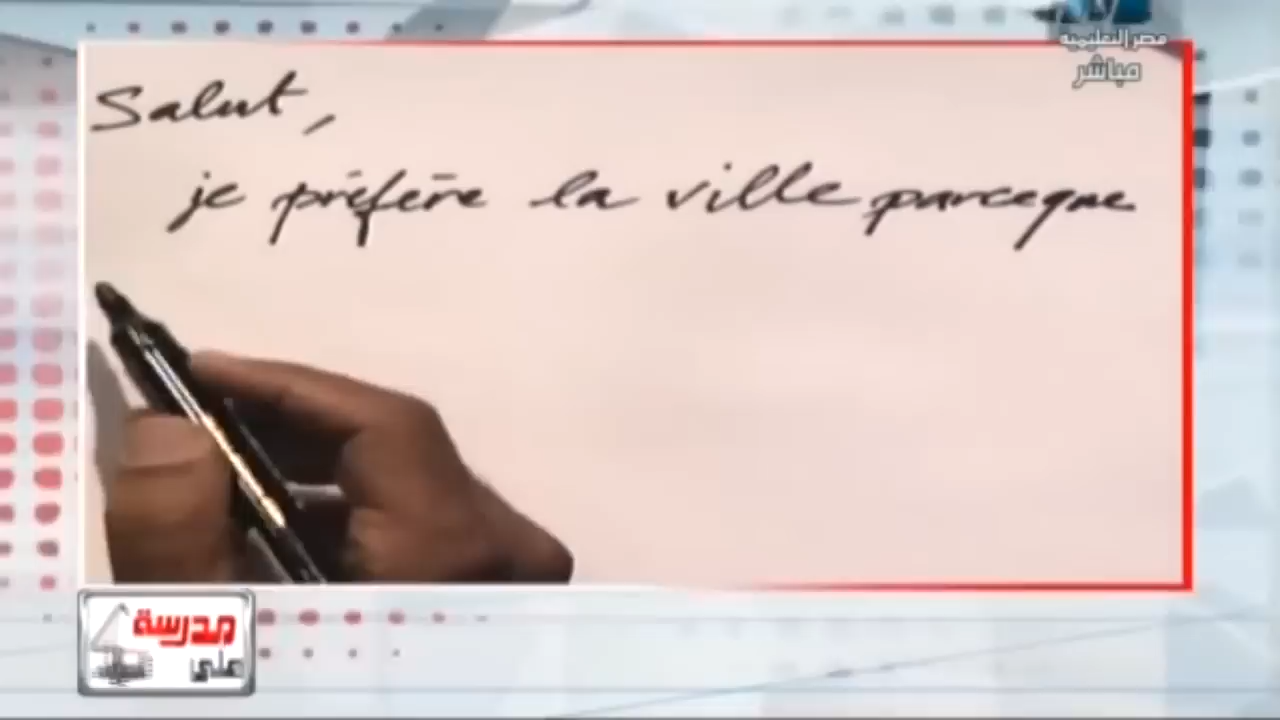 مصر التعليمية
مباشر
Salut,
je préfère la ville parceque
مدرسة
على